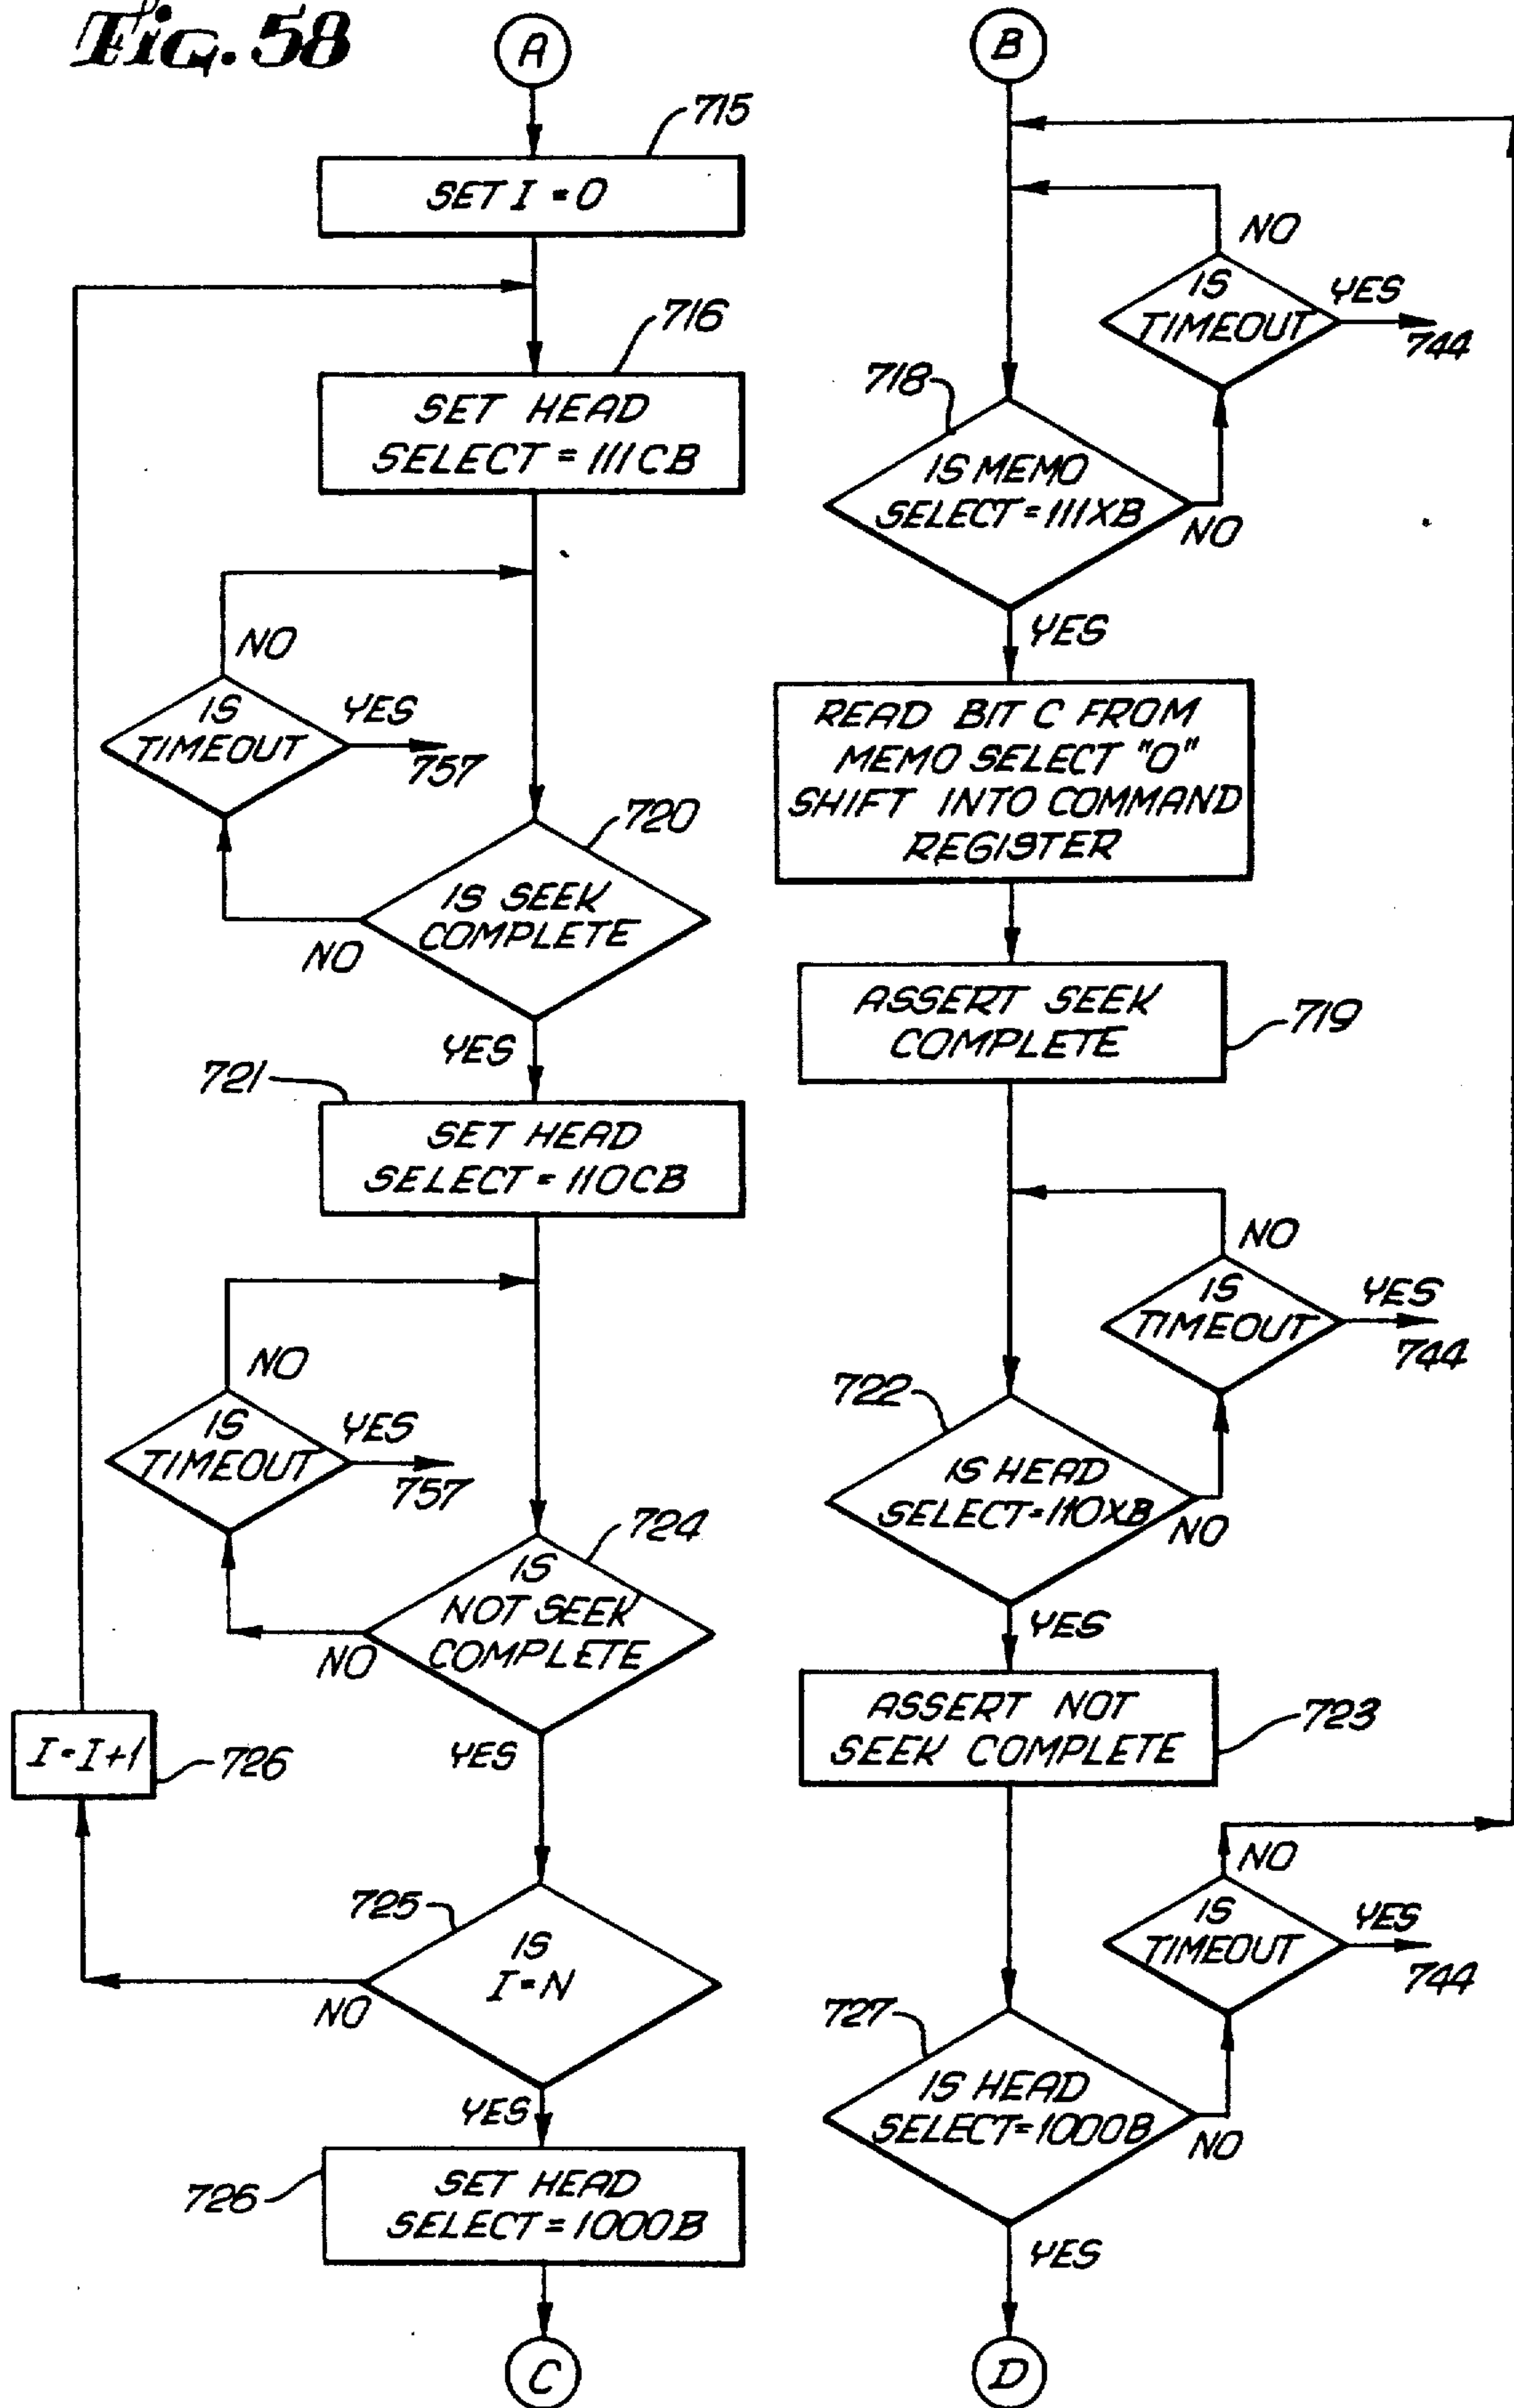 Fig. 58
A
715
SET I = 0
716
SET HEAD
SELECT = 111CB
NO
IS
TIMEOUT
YES
757
720
IS SEEK
COMPLETE
NO
YES
721
SET HEAD
SELECT = 110CB
NO
IS
TIMEOUT
YES
757
724
IS
NOT SEEK
COMPLETE
NO
YES
I = I+1
726
725
IS
I = N
NO
YES
726
SET HEAD
SELECT = 1000B
C
B
NO
IS
TIMEOUT
YES
744
718
IS MEMO
SELECT = 111XB
NO
YES
READ BIT C FROM
MEMO SELECT "0"
SHIFT INTO COMMAND
REGISTER
ASSERT SEEK
COMPLETE
719
NO
IS
TIMEOUT
YES
744
722
IS HEAD
SELECT = 110XB
NO
YES
ASSERT NOT
SEEK COMPLETE
723
NO
IS
TIMEOUT
YES
744
727
IS HEAD
SELECT = 1000B
NO
YES
D